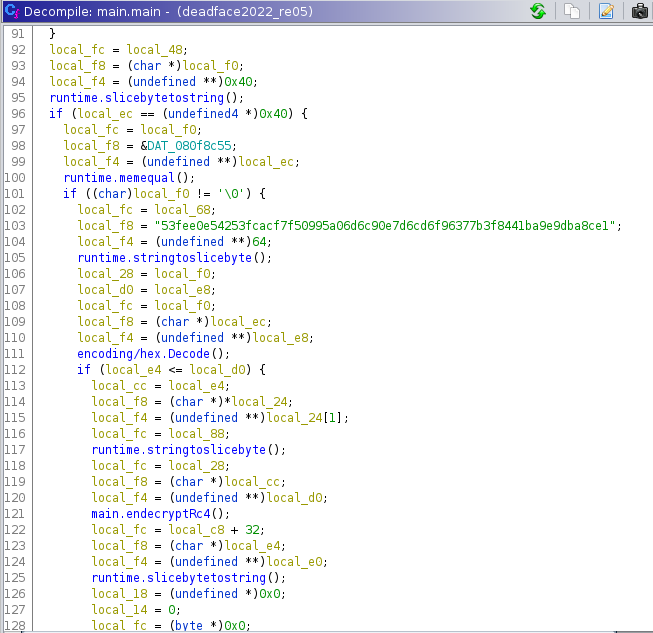 Decompile: main.main - (deadface2022_re05)
91 }
92 local_fc = local_48;
93 local_f8 = (char *)local_f0;
94 local_f4 = (undefined **)0x40;
95 runtime.slicebytetostring();
96 if (local_ec == (undefined4 *)0x40) {
97 local_fc = local_f0;
98 local_f8 = &DAT_080f8c55;
99 local_f4 = (undefined **)local_ec;
100 runtime.memequal();
101 if ((char)local_f0 != '\0') {
102 local_fc = local_68;
103 local_f8 = "53fee0e54253fcacf7f50995a06d6c90e7d6cd6f96377b3f8441ba9e9dba8ce1";
104 local_f4 = (undefined **)64;
105 runtime.stringtoslicebyte();
106 local_28 = local_f0;
107 local_d0 = local_e8;
108 local_fc = local_f0;
109 local_f8 = (char *)local_ec;
110 local_f4 = (undefined **)local_e8;
111 encoding/hex.Decode();
112 if (local_e4 <= local_d0) {
113 local_cc = local_e4;
114 local_f8 = (char *)*local_24;
115 local_f4 = (undefined **)local_24[1];
116 local_fc = local_88;
117 runtime.stringtoslicebyte();
118 local_fc = local_28;
119 local_f8 = (char *)local_cc;
120 local_f4 = (undefined **)local_d0;
121 main.endecryptRc4();
122 local_fc = local_c8 + 32;
123 local_f8 = (char *)local_e4;
124 local_f4 = (undefined **)local_e0;
125 runtime.slicebytetostring();
126 local_18 = (undefined *)0x0;
127 local_14 = 0;
128 local_fc = (byte *)0x0;